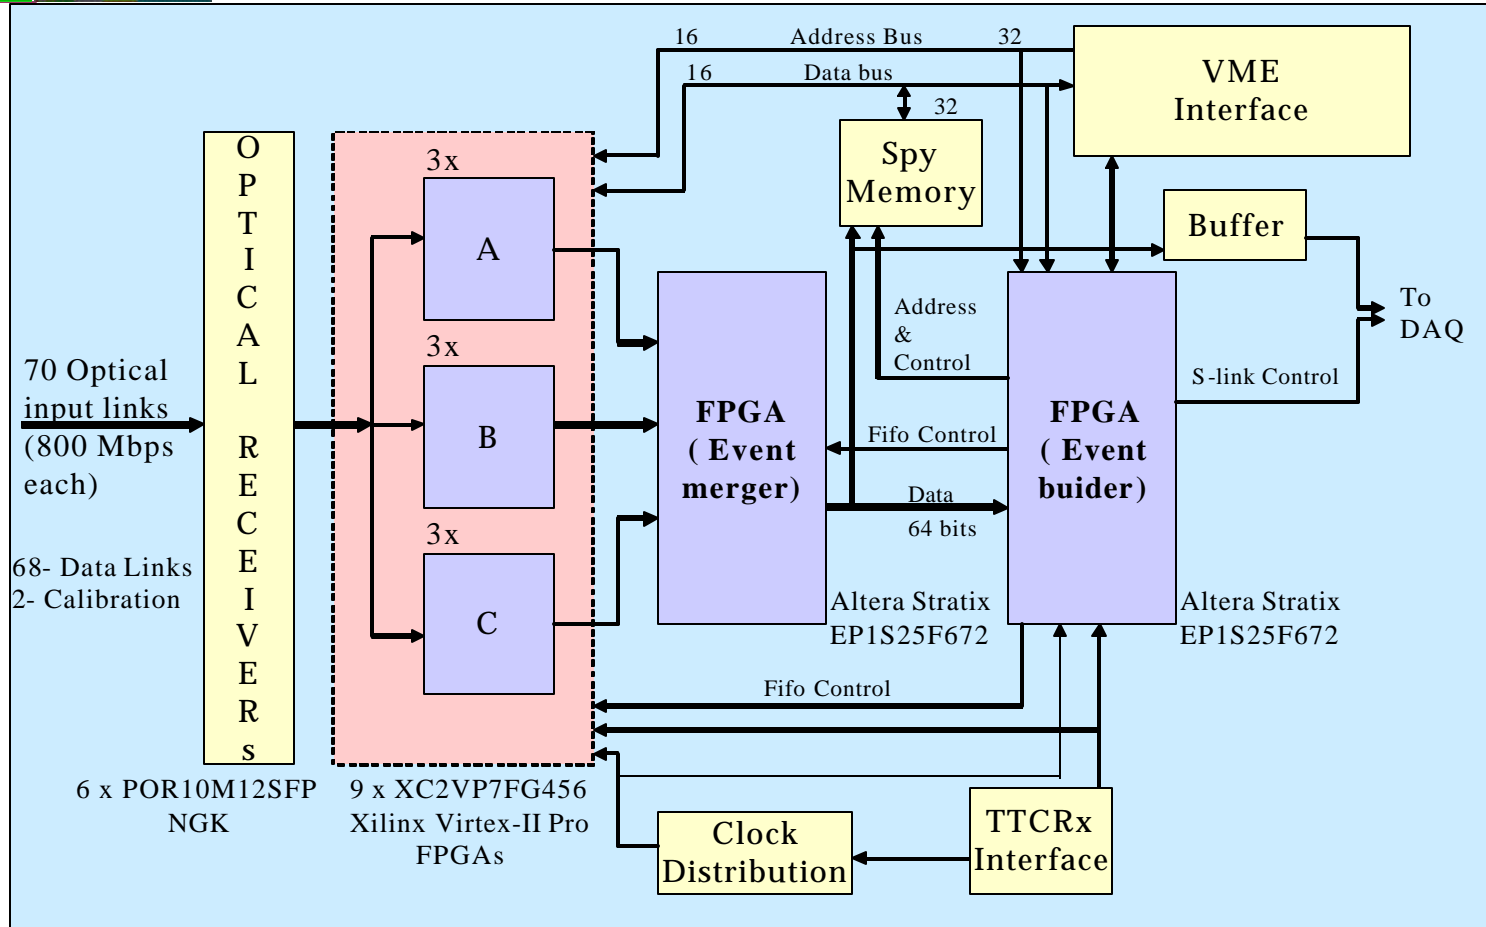 16 Address Bus 32
16 Data bus
32
VME
Interface
Spy
Memory
Buffer
To
DAQ
S-link Control
OPTICAL RECEIVERs
3x
A
3x
B
3x
C
70 Optical
input links
(800 Mbps
each)
68- Data Links
2- Calibration
Address
&
Control
FPGA
( Event
merger)
Fifo Control
Data
64 bits
FPGA
( Event
buider)
Altera Stratix
EP1S25F672
Altera Stratix
EP1S25F672
Fifo Control
6 x POR10M12SFP
NGK
9 x XC2VP7FG456
Xilinx Virtex-II Pro
FPGAs
Clock
Distribution
TTCRx
Interface